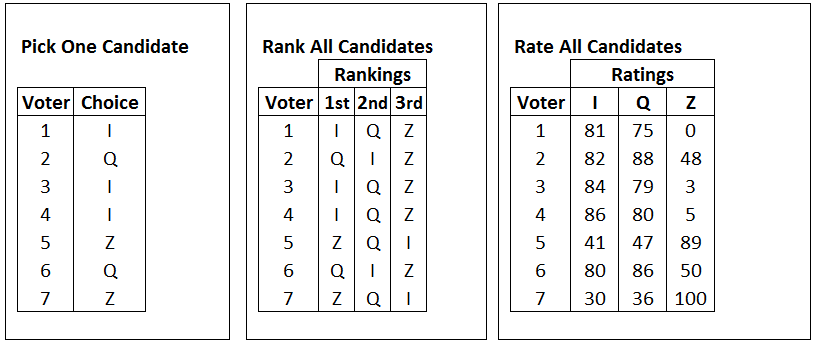 Pick One Candidate
Voter Choice
1 I
2 Q
3 I
4 I
5 Z
6 Q
7 Z
Rank All Candidates
Rankings
Voter 1st 2nd 3rd
1 I Q Z
2 Q I Z
3 I Q Z
4 I Q Z
5 Z Q I
6 Q I Z
7 Z Q I
Rate All Candidates
Ratings
Voter I Q Z
1 81 75 0
2 82 88 48
3 84 79 3
4 86 80 5
5 41 47 89
6 80 86 50
7 30 36 100